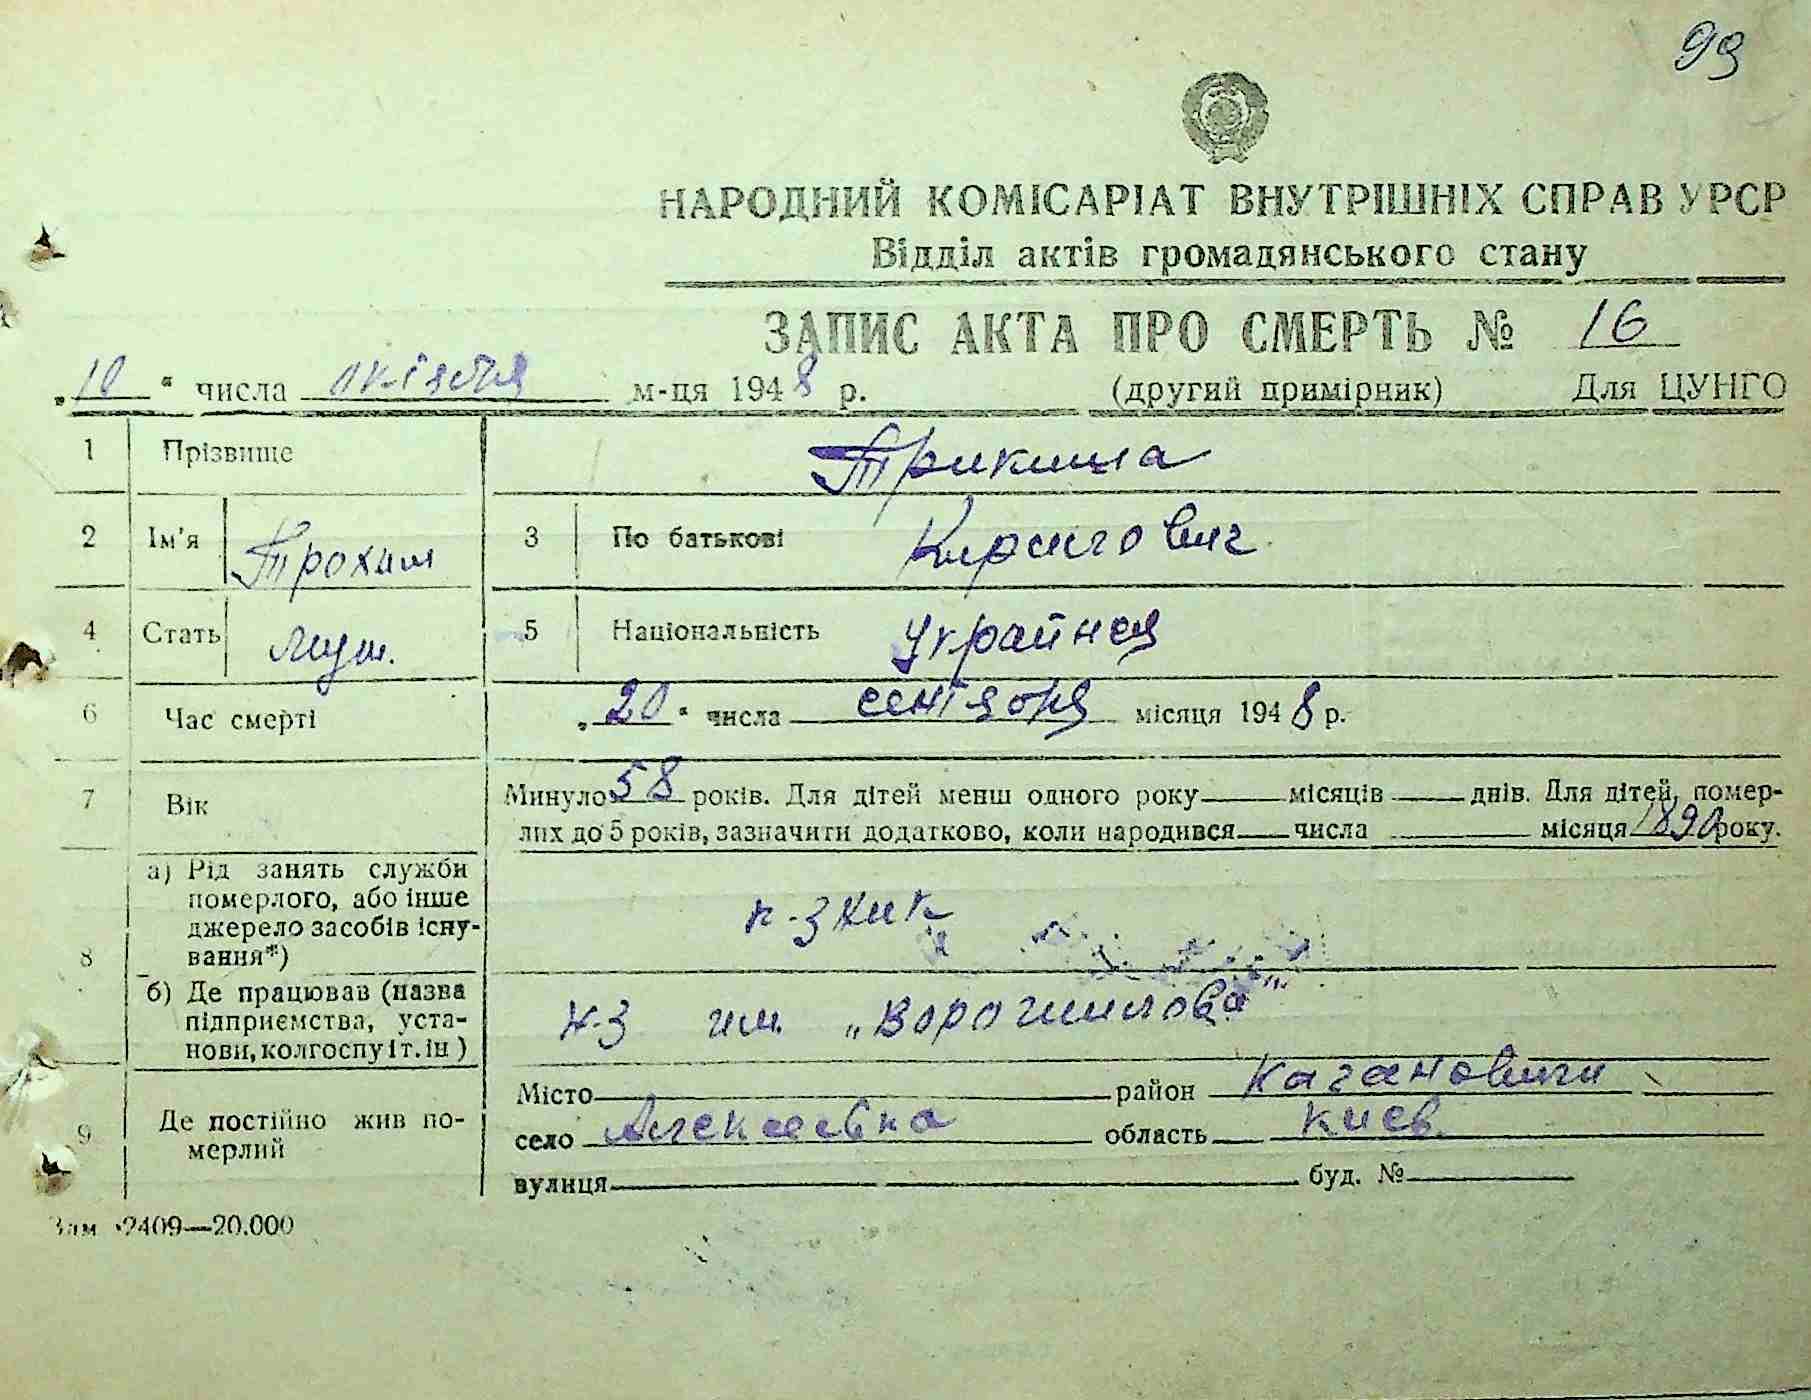 99
НАРОДНИЙ КОМІСАРІАТ ВНУТРІШНІХ СПРАВ УРСР
Відділ актів громадянського стану
ЗАПИС АКТА ПРО СМЕРТЬ № 16
„10“ числа октября м-ця 1948 р. (другий примірник) Для ЦУНГО
1 Прізвище
2 Ім'я Трохим 3 По батькові
4 Стать муж. 5 Національність Украйнец
6 Час смерті „20“ числа сентября місяця 1948 р.
7 Вік Минуло 58 років. Для дітей менш одного року — місяців — днів. Для дітей, помер-
лих до 5 років, зазначити додатково, коли народився — числа — місяця 1890 року.
8 а) Рід занять служби
померлого, або інше
джерело засобів існу-
вання*)
к-зник
б) Де працював (назва
підприємства, уста-
нови, колгоспу і т. ін)
к-з им. „Ворошилова“
9 Де постійно жив по-
мерлий
Місто — район Кагановичи
село Алексеевка область Киев.
вулиця — буд. № —
Зам. 2409—20.000